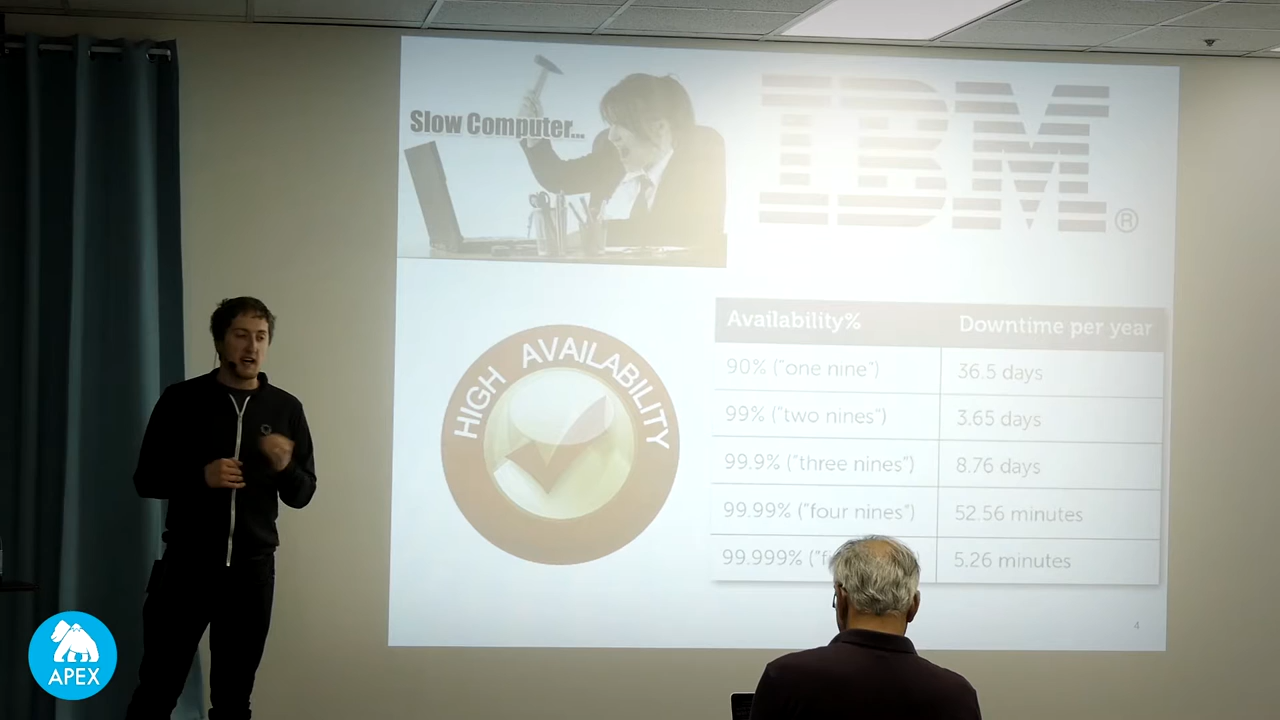 Slow Computer...
IBM®
HIGH AVAILABILITY
Availability% Downtime per year
90% ("one nine") 36.5 days
99% ("two nines") 3.65 days
99.9% ("three nines") 8.76 days
99.99% ("four nines") 52.56 minutes
99.999% ("f 5.26 minutes
4
APEX